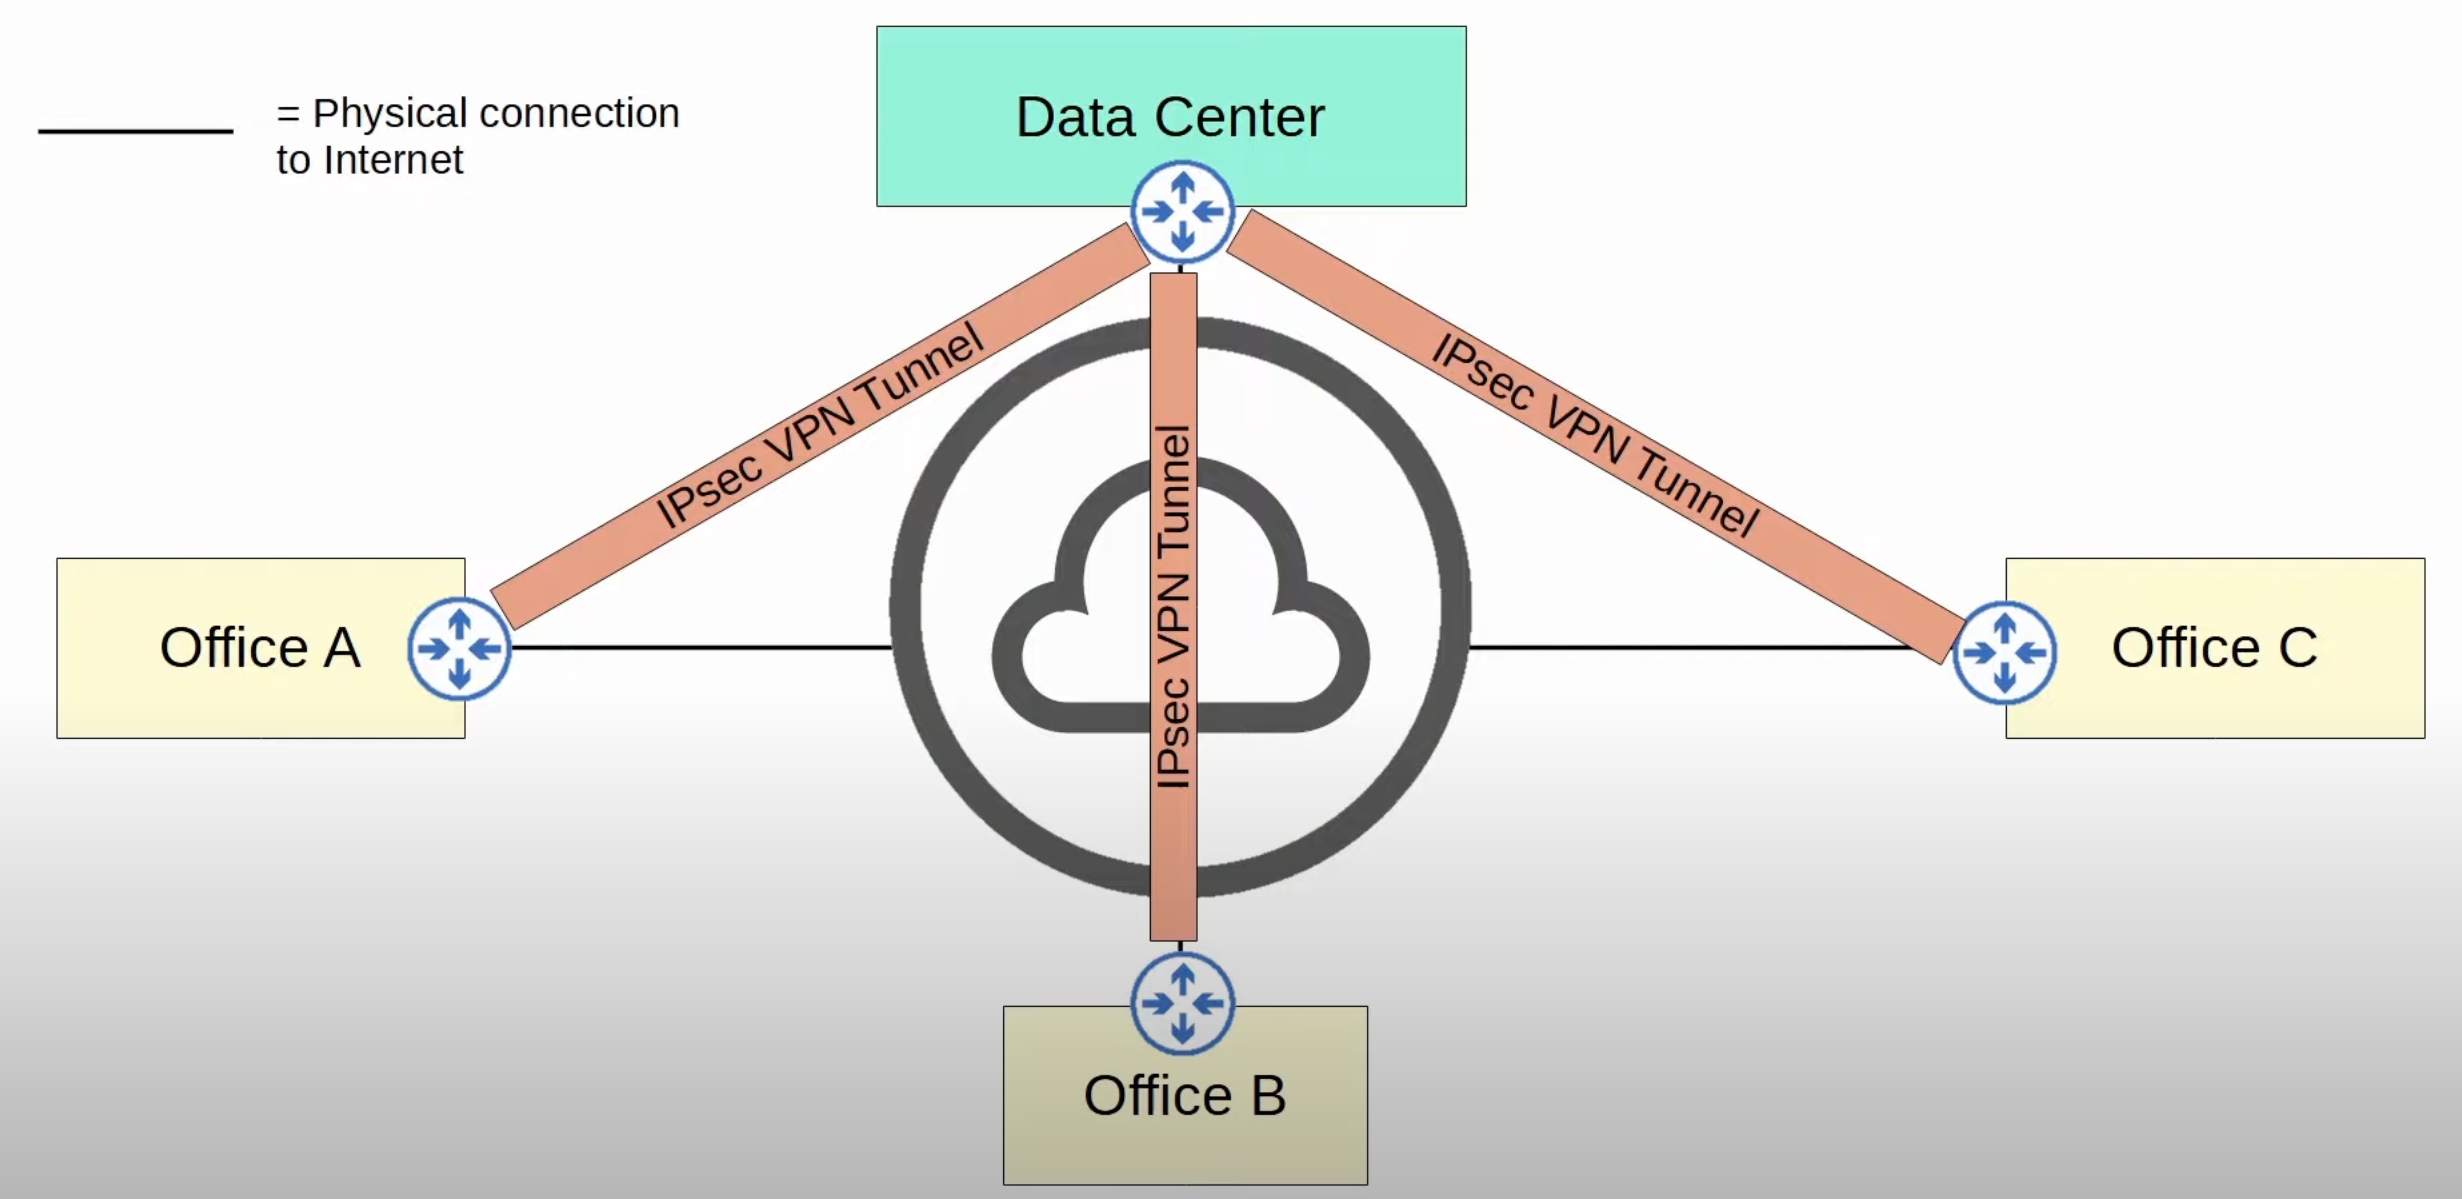 = Physical connection
to Internet
Data Center
IPsec VPN Tunnel
IPsec VPN Tunnel
IPsec VPN Tunnel
Office A
Office C
Office B